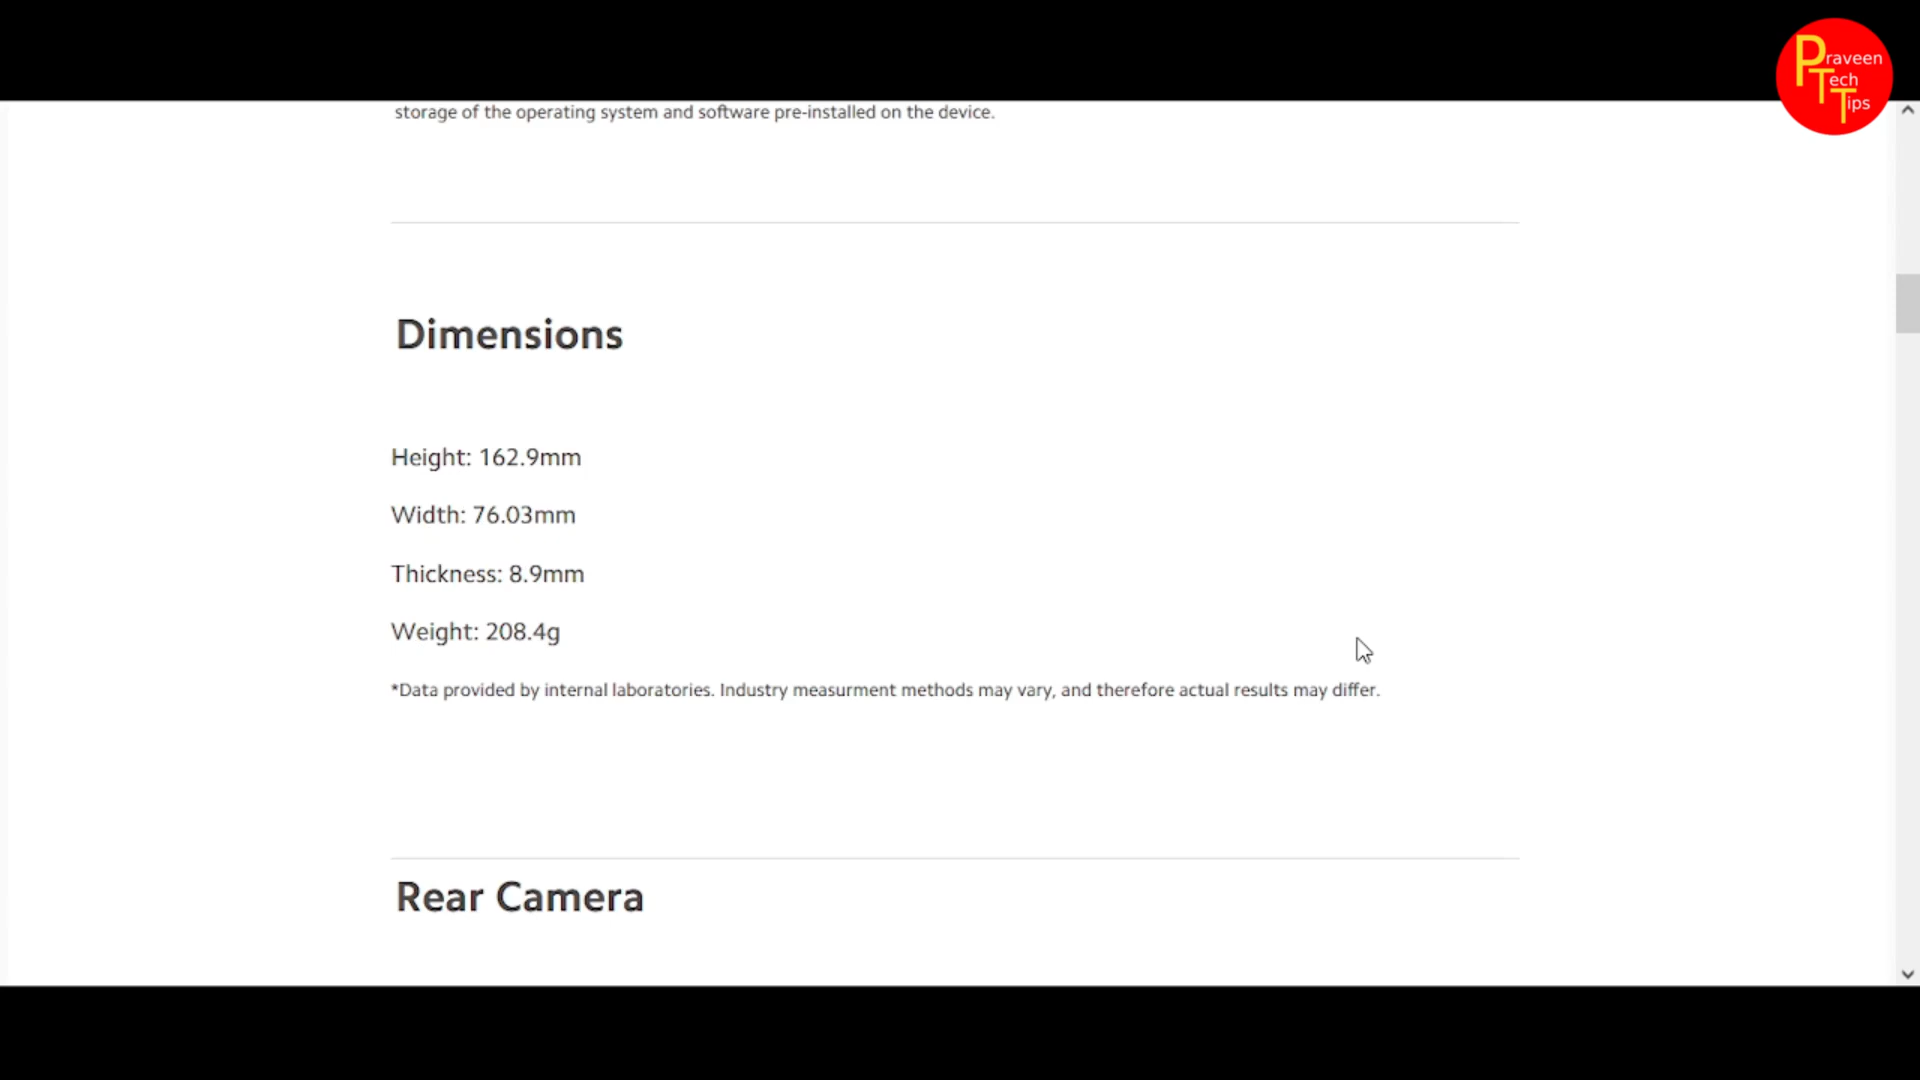 Praveen
Tech
Tips
storage of the operating system and software pre-installed on the device.
Dimensions
Height: 162.9mm
Width: 76.03mm
Thickness: 8.9mm
Weight: 208.4g
*Data provided by internal laboratories. Industry measurment methods may vary, and therefore actual results may differ.
Rear Camera